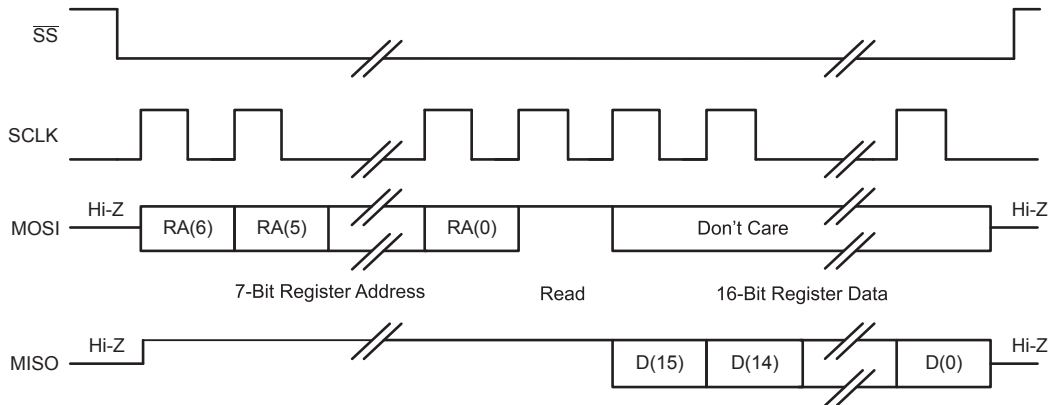 SS
SCLK
Hi-Z Hi-Z
MOSI RA(6) RA(5) RA(0) Don't Care
7-Bit Register Address Read 16-Bit Register Data
Hi-Z Hi-Z
MISO D(15) D(14) D(0)